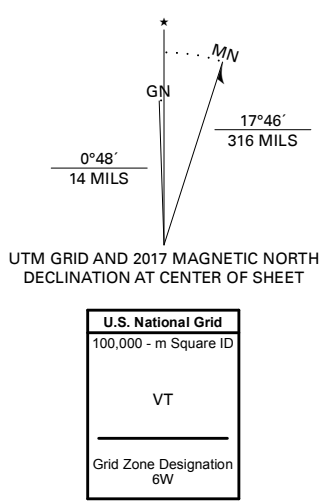 ★
MN
GN
17°46´
316 MILS
0°48´
14 MILS
UTM GRID AND 2017 MAGNETIC NORTH
DECLINATION AT CENTER OF SHEET
U.S. National Grid
100,000 - m Square ID
VT
Grid Zone Designation
6W